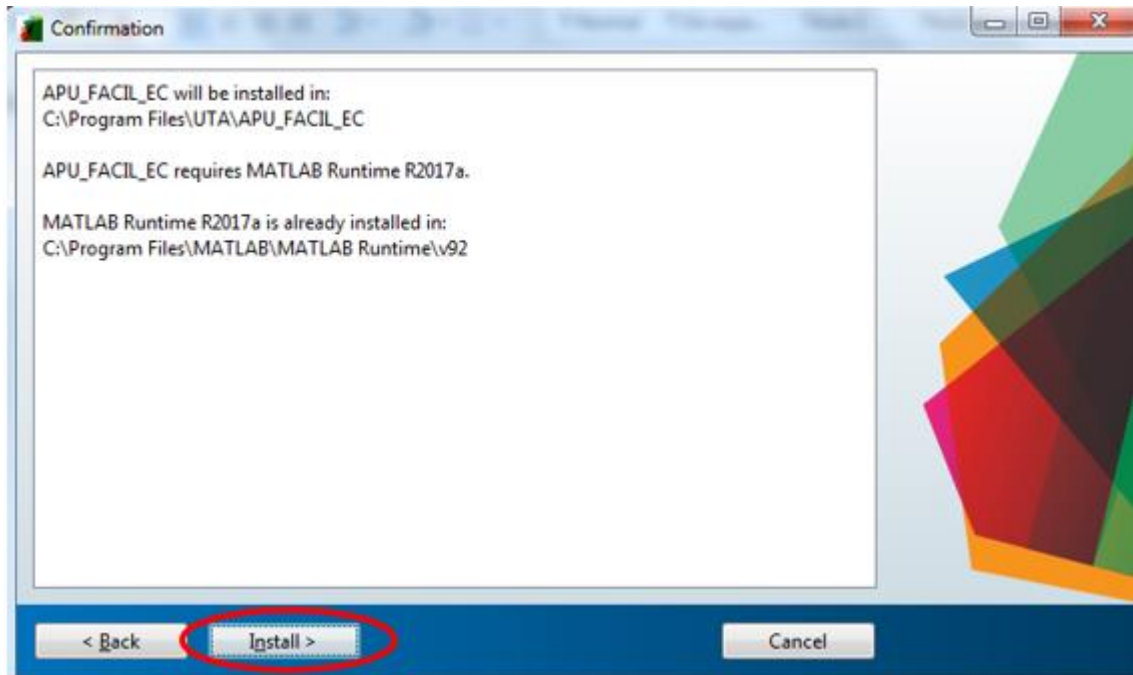 Confirmation
APU_FACIL_EC will be installed in:
C:\Program Files\UTA\APU_FACIL_EC
APU_FACIL_EC requires MATLAB Runtime R2017a.
MATLAB Runtime R2017a is already installed in:
C:\Program Files\MATLAB\MATLAB Runtime\v92
< Back Install > Cancel